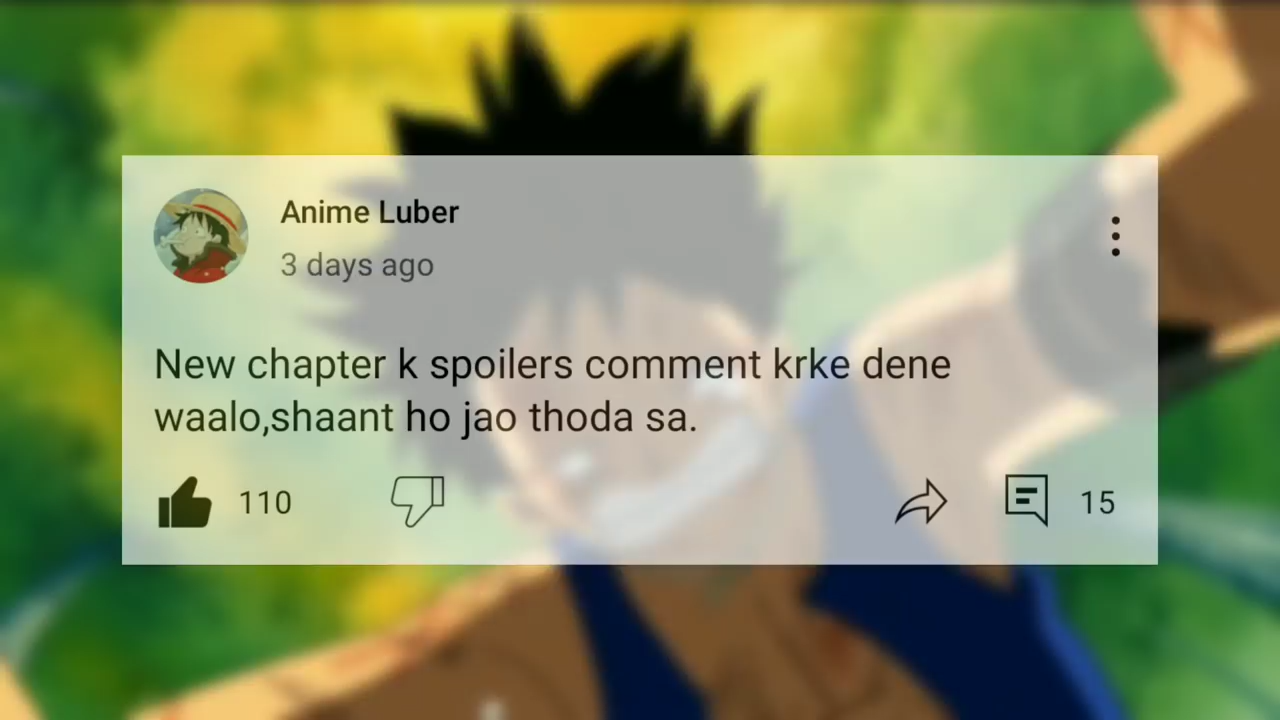 Anime Luber
3 days ago
New chapter k spoilers comment krke dene
waalo,shaant ho jao thoda sa.
110
15